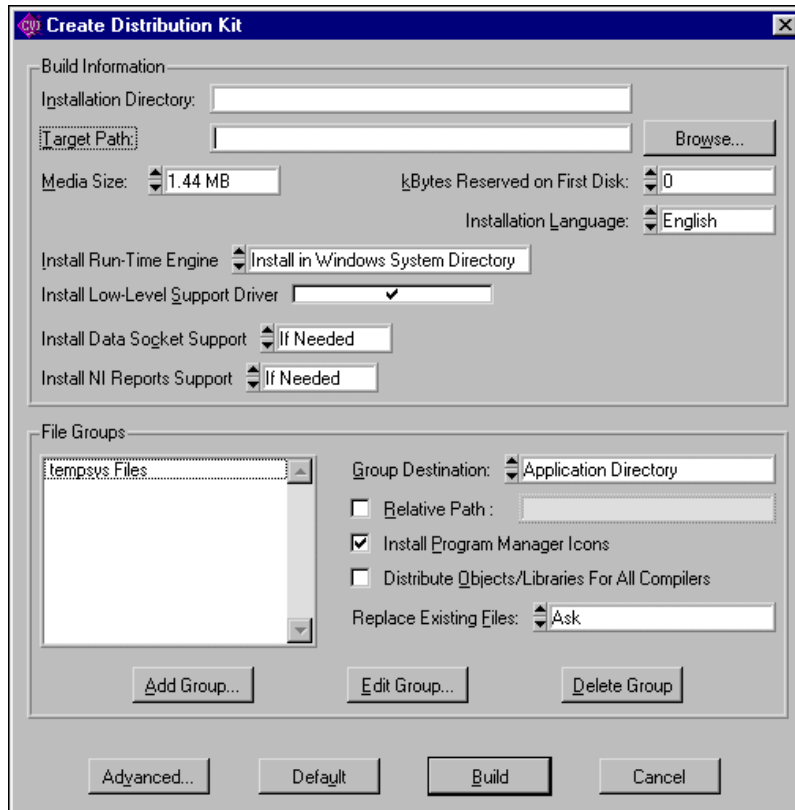 CVI Create Distribution Kit
Build Information
Installation Directory:
Target Path: Browse...
Media Size: 1.44 MB kBytes Reserved on First Disk: 0
Installation Language: English
Install Run-Time Engine Install in Windows System Directory
Install Low-Level Support Driver
Install Data Socket Support If Needed
Install NI Reports Support If Needed
File Groups
tempsys Files Group Destination: Application Directory
Relative Path :
Install Program Manager Icons
Distribute Objects/Libraries For All Compilers
Replace Existing Files: Ask
Add Group... Edit Group... Delete Group
Advanced... Default Build Cancel